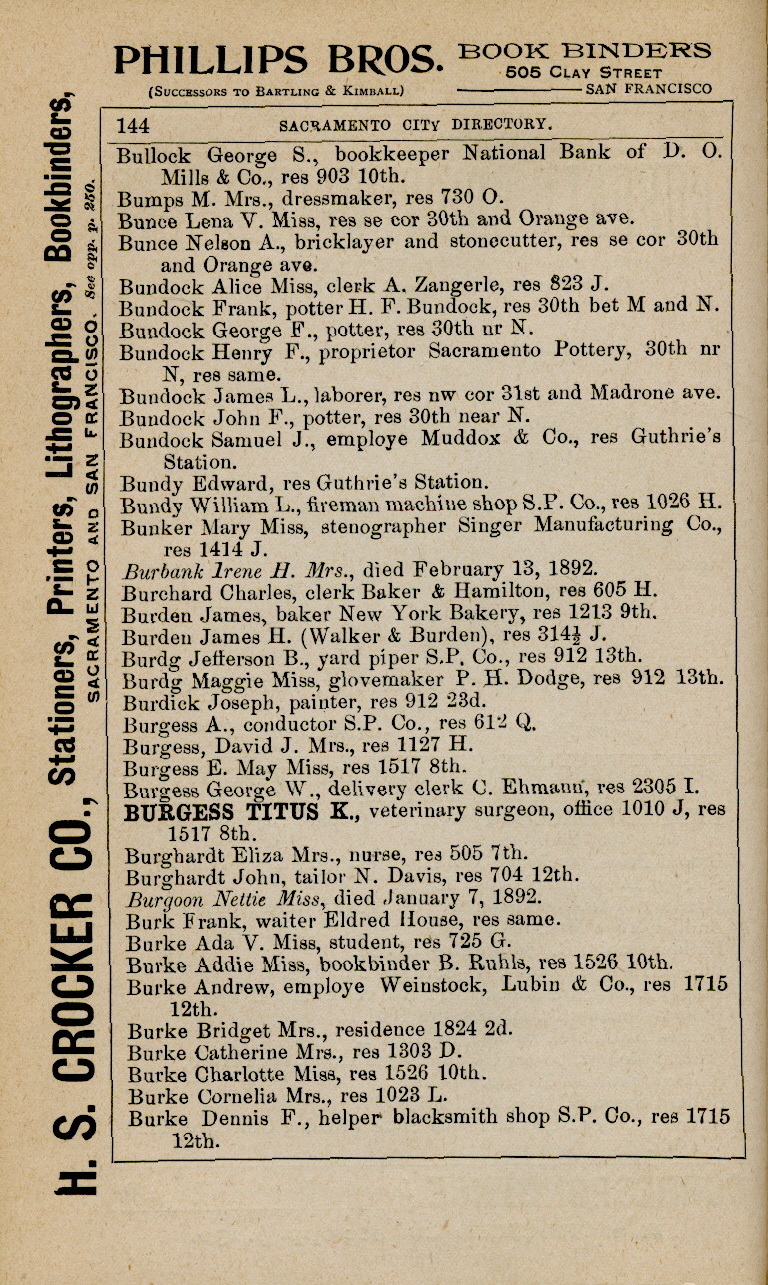 PHILLIPS BROS. BOOK BINDERS
505 CLAY STREET
(SUCCESSORS TO BARTLING & KIMBALL) SAN FRANCISCO
144 SACRAMENTO CITY DIRECTORY.
Bullock George S., bookkeeper National Bank of D. O.
Mills & Co., res 903 10th.
Bumps M. Mrs., dressmaker, res 730 O.
Bunce Lena V. Miss, res se cor 30th and Orange ave.
Bunce Nelson A., bricklayer and stonecutter, res se cor 30th
and Orange ave.
Bundock Alice Miss, clerk A. Zangerle, res 823 J.
Bundock Frank, potter H. F. Bundock, res 30th bet M and N.
Bundock George F., potter, res 30th nr N.
Bundock Henry F., proprietor Sacramento Pottery, 30th nr
N, res same.
Bundock James L., laborer, res nw cor 31st and Madrone ave.
Bundock John F., potter, res 30th near N.
Bundock Samuel J., employe Muddox & Co., res Guthrie's
Station.
Bundy Edward, res Guthrie's Station.
Bundy William L., fireman machine shop S.P. Co., res 1026 H.
Bunker Mary Miss, stenographer Singer Manufacturing Co.,
res 1414 J.
Burbank Irene H. Mrs., died February 13, 1892.
Burchard Charles, clerk Baker & Hamilton, res 605 H.
Burden James, baker New York Bakery, res 1213 9th.
Burden James H. (Walker & Burden), res 314½ J.
Burdg Jefferson B., yard piper S.P. Co., res 912 13th.
Burdg Maggie Miss, glovemaker P. H. Dodge, res 912 13th.
Burdick Joseph, painter, res 912 23d.
Burgess A., conductor S.P. Co., res 612 Q.
Burgess, David J. Mrs., res 1127 H.
Burgess E. May Miss, res 1517 8th.
Burgess George W., delivery clerk C. Ehmann, res 2305 I.
BURGESS TITUS K., veterinary surgeon, office 1010 J, res
1517 8th.
Burghardt Eliza Mrs., nurse, res 505 7th.
Burghardt John, tailor N. Davis, res 704 12th.
Burgoon Nettie Miss, died January 7, 1892.
Burk Frank, waiter Eldred House, res same.
Burke Ada V. Miss, student, res 725 G.
Burke Addie Miss, bookbinder B. Ruhls, res 1526 10th.
Burke Andrew, employe Weinstock, Lubin & Co., res 1715
12th.
Burke Bridget Mrs., residence 1824 2d.
Burke Catherine Mrs., res 1303 D.
Burke Charlotte Miss, res 1526 10th.
Burke Cornelia Mrs., res 1023 L.
Burke Dennis F., helper blacksmith shop S.P. Co., res 1715
12th.
H. S. CROCKER CO., Stationers, Printers, Lithographers, Bookbinders,
SACRAMENTO AND SAN FRANCISCO. See opp. p. 250.